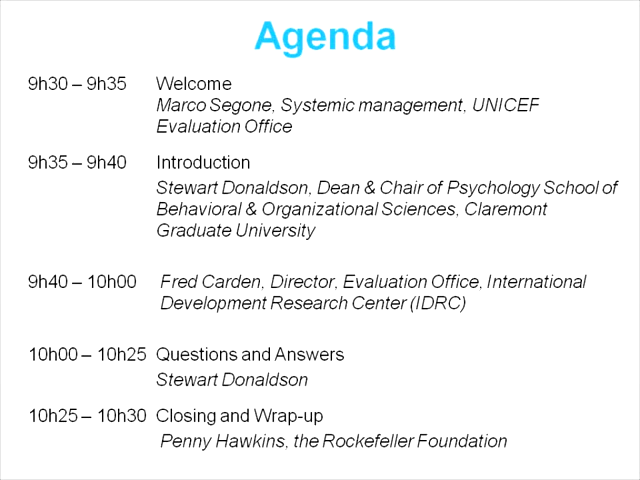 Agenda
9h30 – 9h35 Welcome
Marco Segone, Systemic management, UNICEF
Evaluation Office
9h35 – 9h40 Introduction
Stewart Donaldson, Dean & Chair of Psychology School of
Behavioral & Organizational Sciences, Claremont
Graduate University
9h40 – 10h00 Fred Carden, Director, Evaluation Office, International
Development Research Center (IDRC)
10h00 – 10h25 Questions and Answers
Stewart Donaldson
10h25 – 10h30 Closing and Wrap-up
Penny Hawkins, the Rockefeller Foundation